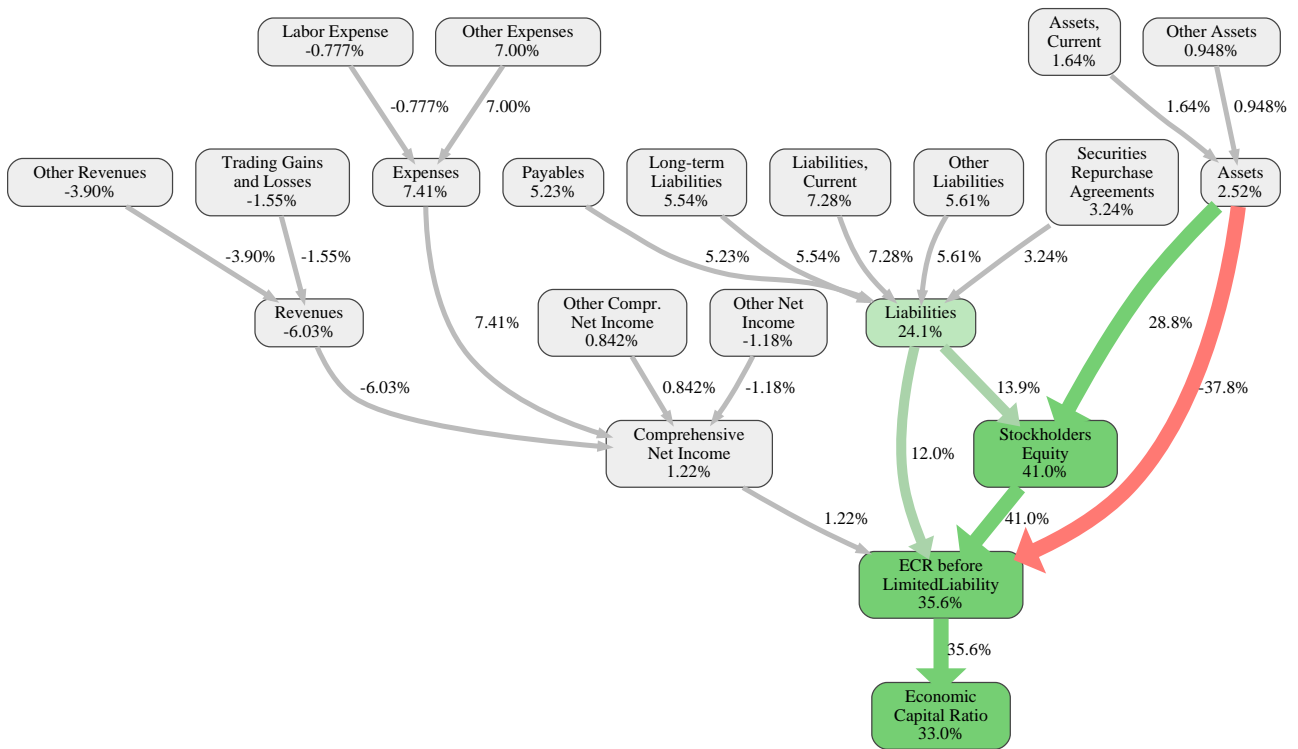 Labor Expense
-0.777%
Other Expenses
7.00%
Assets,
Current
1.64%
Other Assets
0.948%
-0.777%
7.00%
1.64%
0.948%
Other Revenues
-3.90%
Trading Gains
and Losses
-1.55%
Expenses
7.41%
Payables
5.23%
Long-term
Liabilities
5.54%
Liabilities,
Current
7.28%
Other
Liabilities
5.61%
Securities
Repurchase
Agreements
3.24%
Assets
2.52%
-3.90%
-1.55%
5.23%
5.54%
7.28%
5.61%
3.24%
Revenues
-6.03%
7.41%
Other Compr.
Net Income
0.842%
Other Net
Income
-1.18%
Liabilities
24.1%
28.8%
-6.03%
0.842%
-1.18%
13.9%
-37.8%
Comprehensive
Net Income
1.22%
12.0%
Stockholders
Equity
41.0%
1.22%
41.0%
ECR before
LimitedLiability
35.6%
35.6%
Economic
Capital Ratio
33.0%